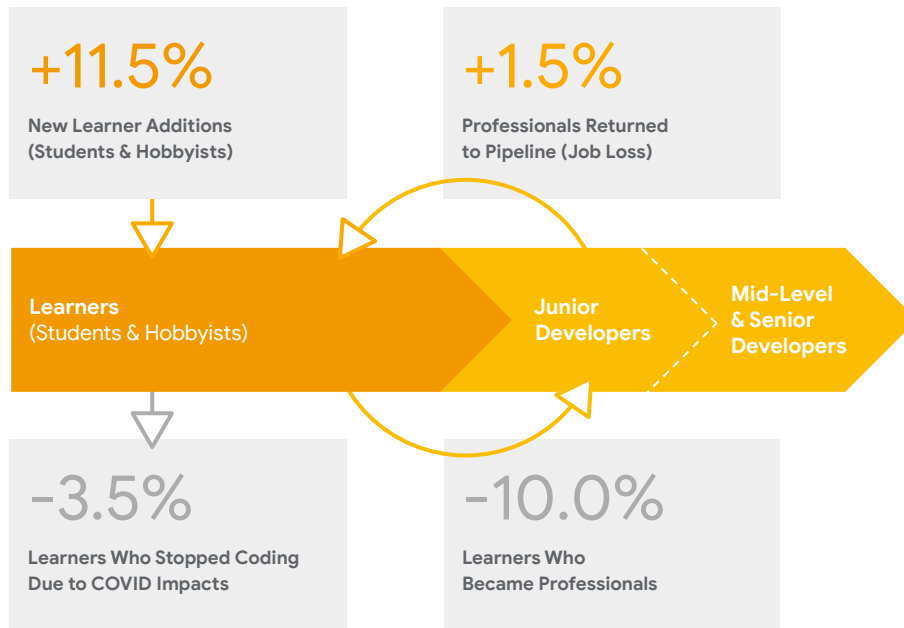 +11.5%
New Learner Additions
(Students & Hobbyists)
+1.5%
Professionals Returned
to Pipeline (Job Loss)
Learners
(Students & Hobbyists)
Junior
Developers
Mid-Level
& Senior
Developers
-3.5%
Learners Who Stopped Coding
Due to COVID Impacts
-10.0%
Learners Who
Became Professionals